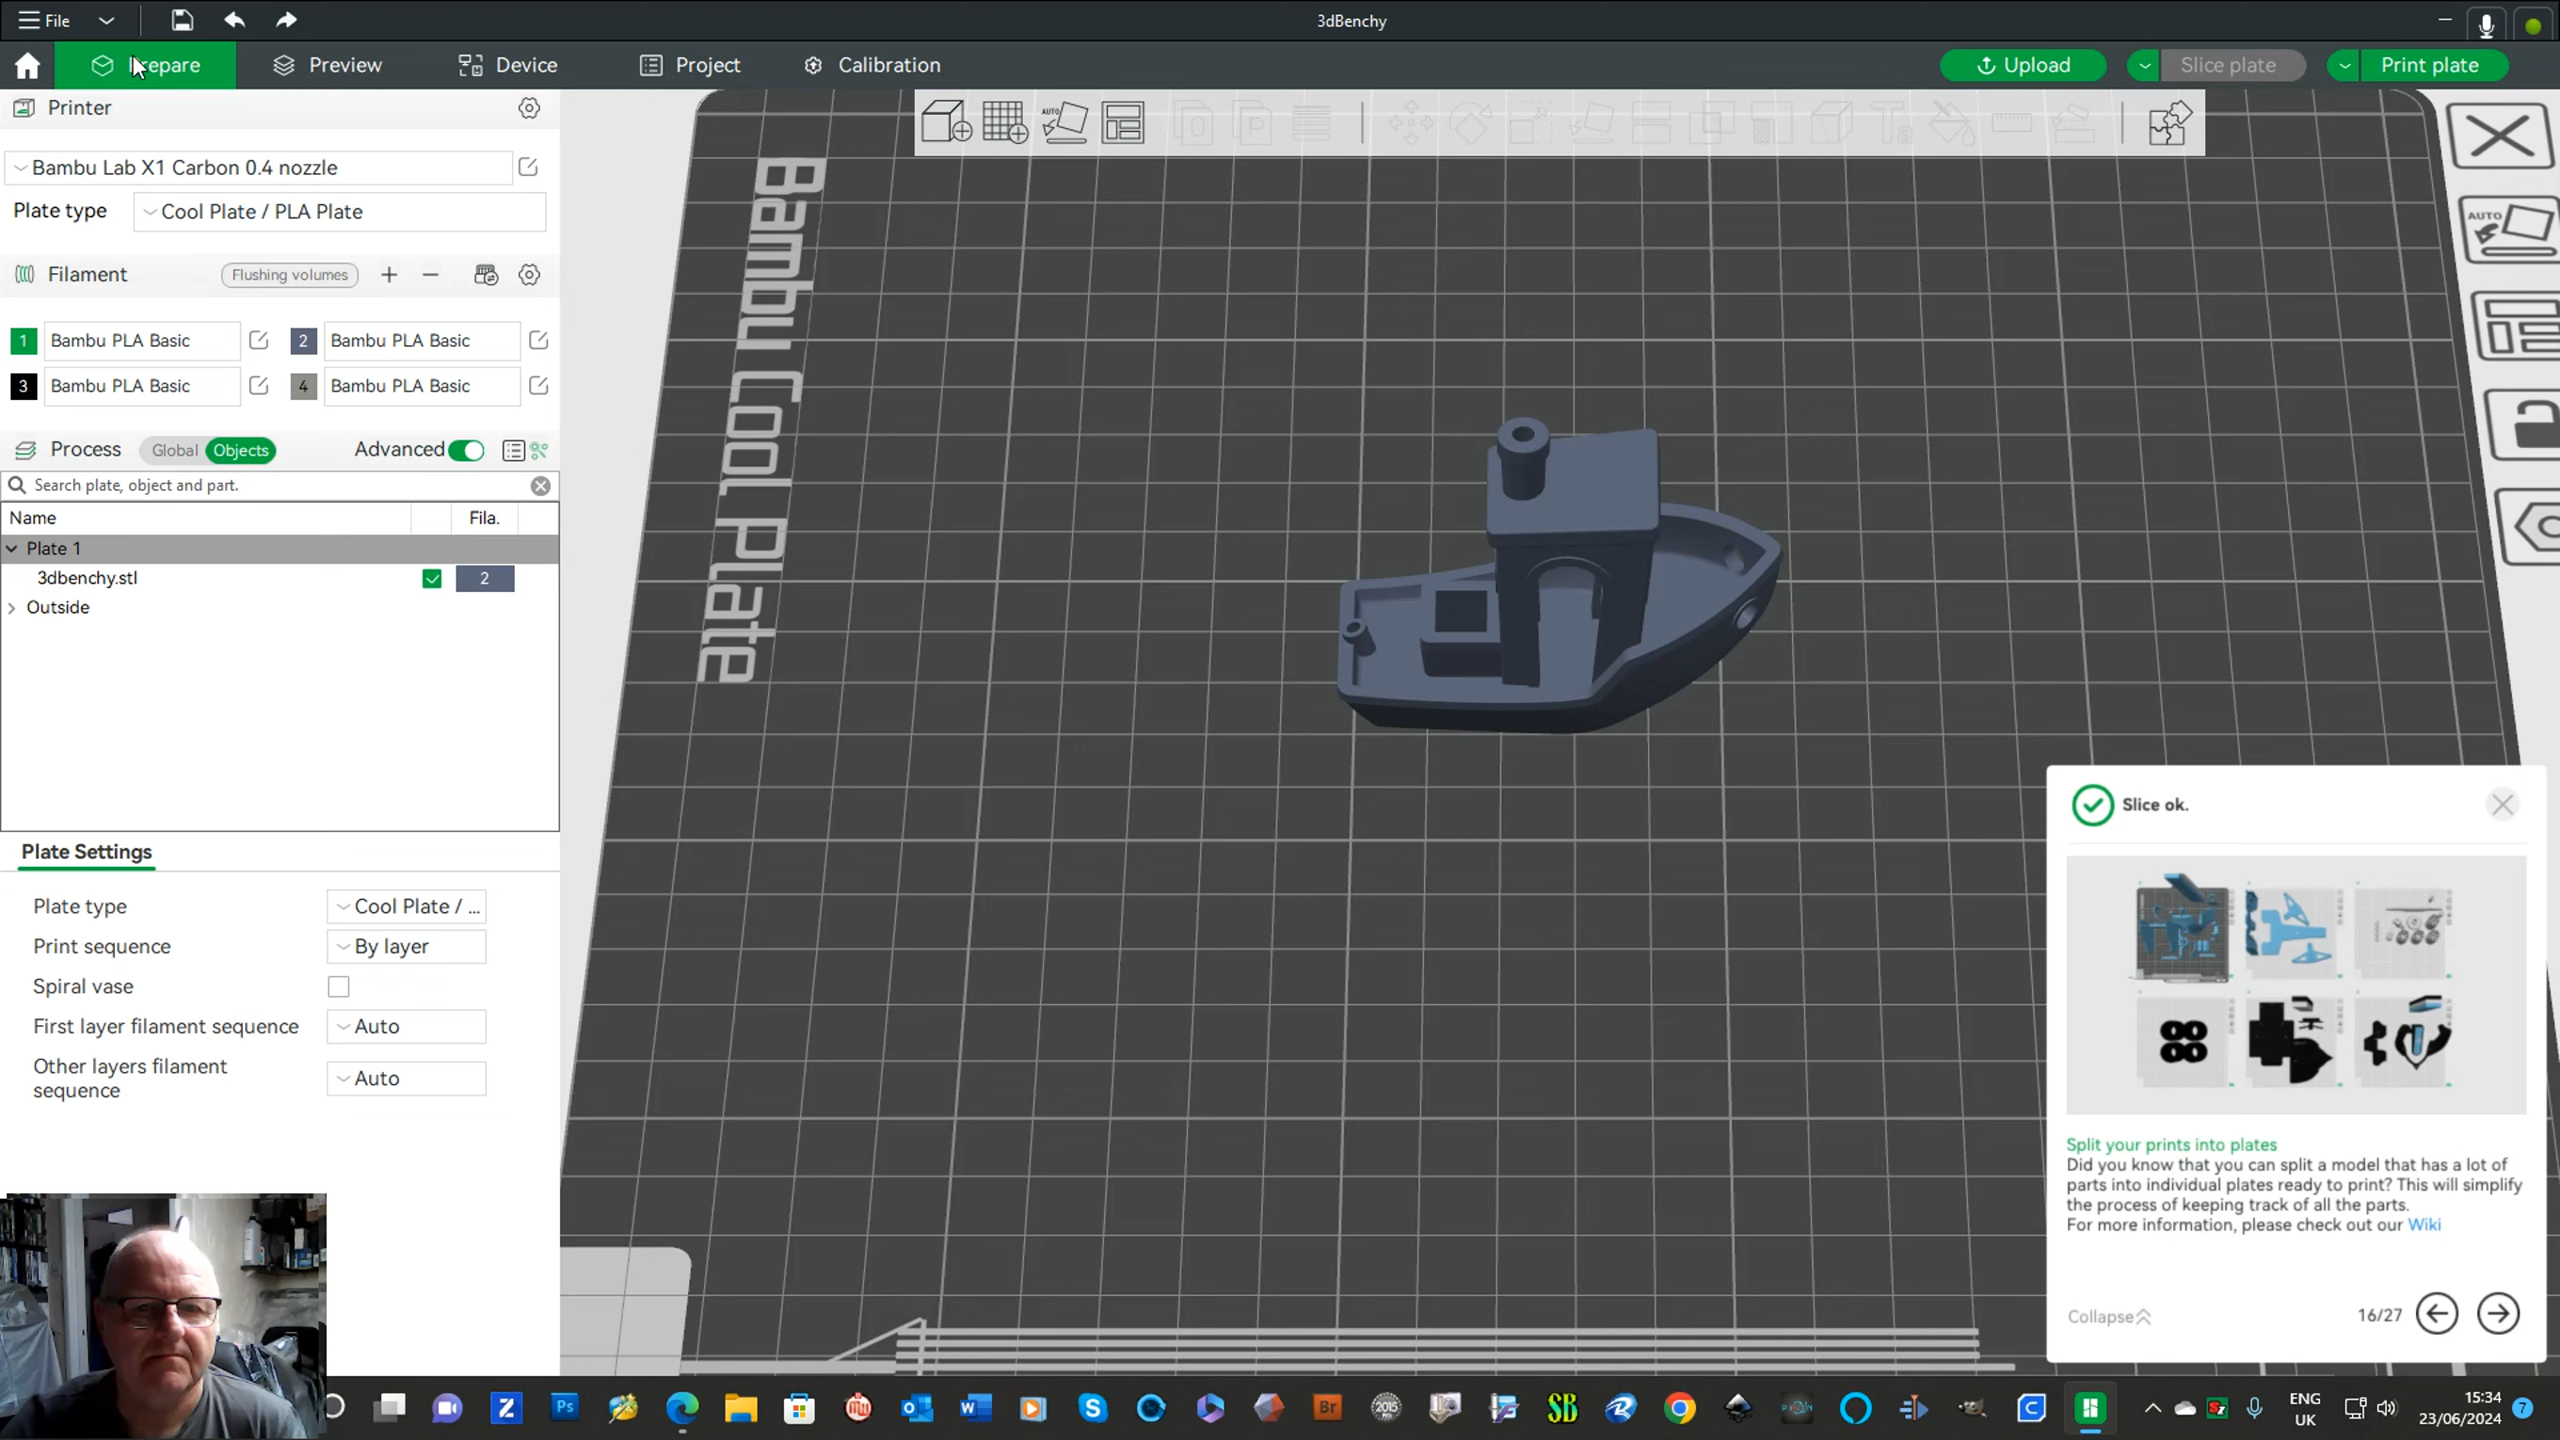 File
3dBenchy
Prepare
Preview
Device
Project
Calibration
Upload
Slice plate
Print plate
Printer
Bambu Lab X1 Carbon 0.4 nozzle
Plate type
Cool Plate / PLA Plate
Filament
Flushing volumes
1
Bambu PLA Basic
2
Bambu PLA Basic
3
Bambu PLA Basic
4
Bambu PLA Basic
Process
Global
Objects
Advanced
Search plate, object and part.
Name
Fila.
Plate 1
3dbenchy.stl
2
Outside
Plate Settings
Plate type
Cool Plate / ...
Print sequence
By layer
Spiral vase
First layer filament sequence
Auto
Other layers filament
sequence
Auto
AUTO
Bambu Cool Plate
AUTO
Slice ok.
Split your prints into plates
Did you know that you can split a model that has a lot of
parts into individual plates ready to print? This will simplify
the process of keeping track of all the parts.
For more information, please check out our Wiki
Collapse
16/27
Z
Ps
Br
2015
SB
ENG
UK
15:34
23/06/2024
7